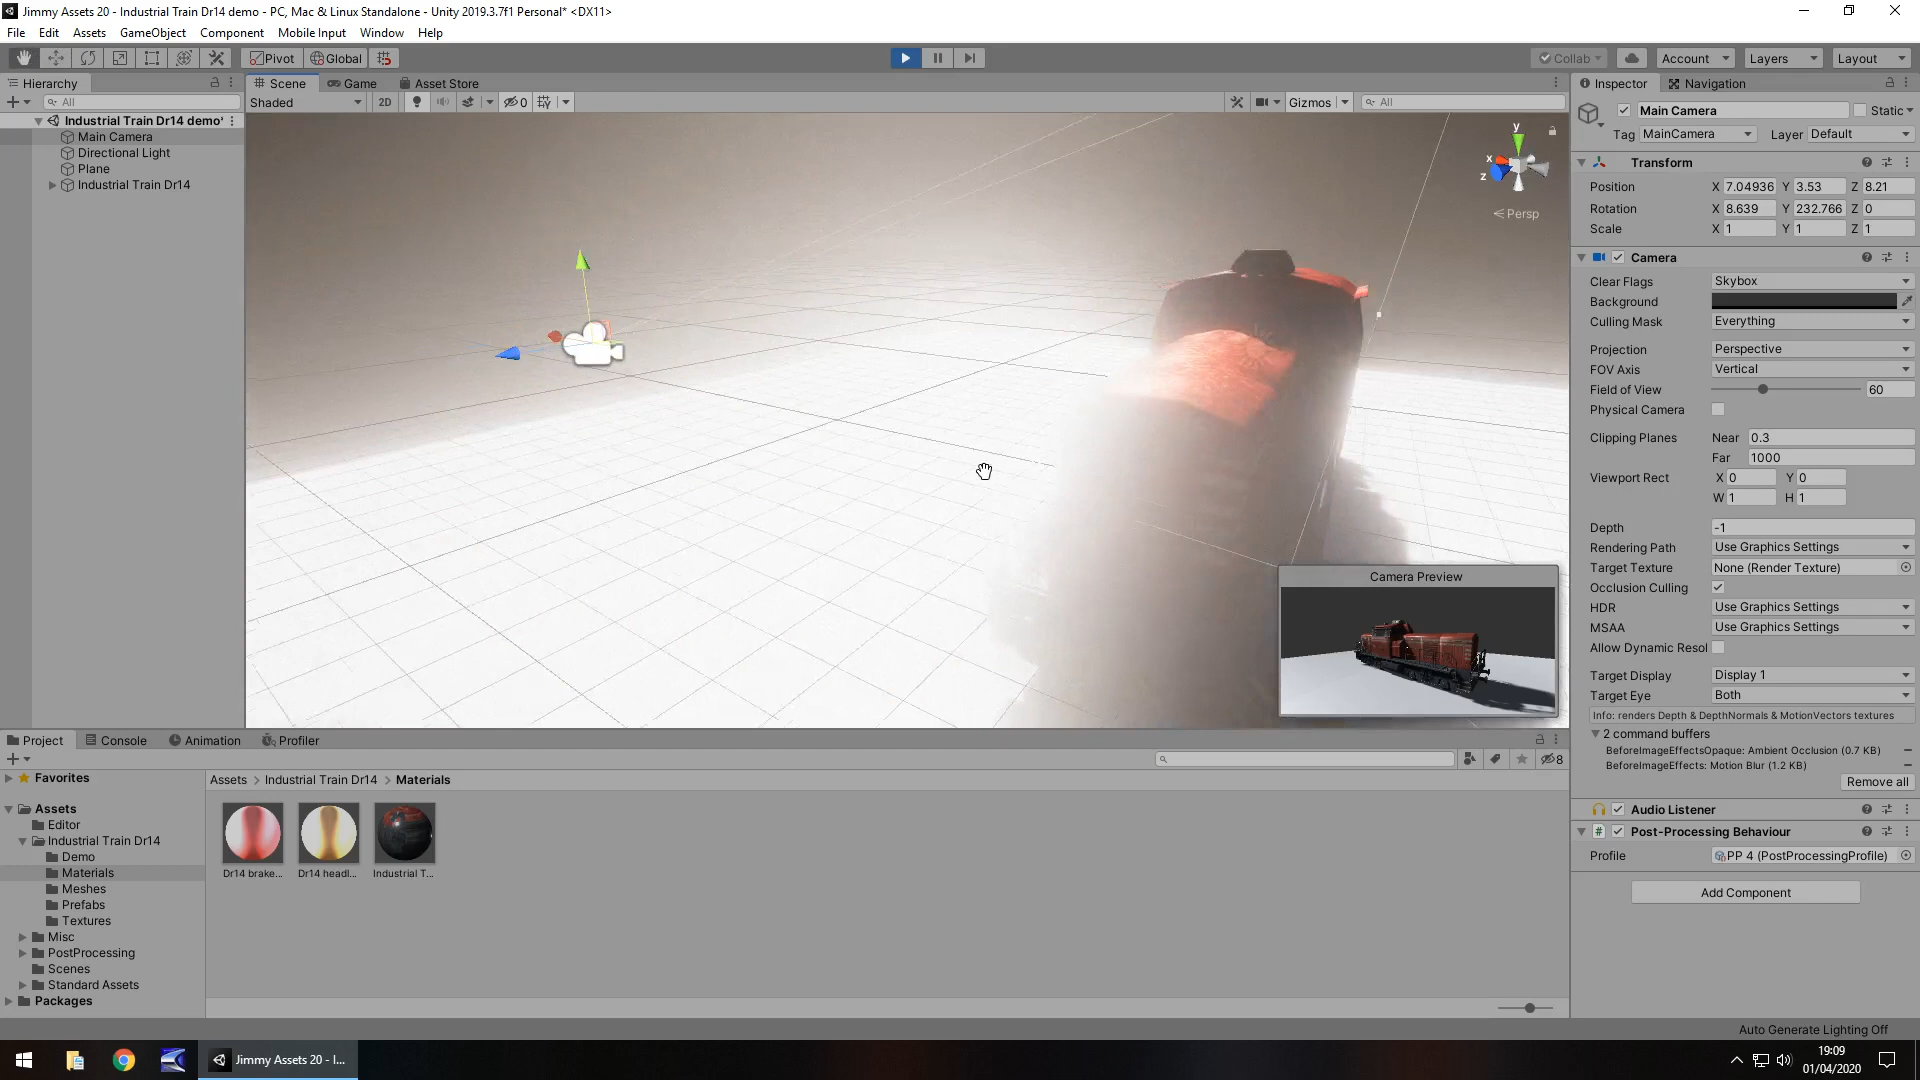 Jimmy Assets 20 - Industrial Train Dr14 demo - PC, Mac & Linux Standalone - Unity 2019.3.7f1 Personal* <DX11>
File Edit Assets GameObject Component Mobile Input Window Help
Pivot Global Collab Account Layers Layout
Hierarchy
All
Industrial Train Dr14 demo*
Main Camera
Directional Light
Plane
Industrial Train Dr14
Scene Game Asset Store
Shaded 2D 0 Gizmos All
y
x
z
Persp
Camera Preview
Inspector Navigation
Main Camera Static
Tag MainCamera Layer Default
Transform
Position X 7.04936 Y 3.53 Z 8.21
Rotation X 8.639 Y 232.766 Z 0
Scale X 1 Y 1 Z 1
Camera
Clear Flags Skybox
Background
Culling Mask Everything
Projection Perspective
FOV Axis Vertical
Field of View 60
Physical Camera
Clipping Planes Near 0.3
Far 1000
Viewport Rect X 0 Y 0
W 1 H 1
Depth -1
Rendering Path Use Graphics Settings
Target Texture None (Render Texture)
Occlusion Culling
HDR Use Graphics Settings
MSAA Use Graphics Settings
Allow Dynamic Resol
Target Display Display 1
Target Eye Both
Info: renders Depth & DepthNormals & MotionVectors textures
2 command buffers
BeforeImageEffectsOpaque: Ambient Occlusion (0.7 KB)
BeforeImageEffects: Motion Blur (1.2 KB)
Remove all
Audio Listener
Post-Processing Behaviour
Profile PP 4 (PostProcessingProfile)
Add Component
Project Console Animation Profiler
8
Favorites
Assets
Editor
Industrial Train Dr14
Demo
Materials
Meshes
Prefabs
Textures
Misc
PostProcessing
Scenes
Standard Assets
Packages
Assets > Industrial Train Dr14 > Materials
Dr14 brake... Dr14 headl... Industrial T...
Auto Generate Lighting Off
Jimmy Assets 20 - I...
19:09
01/04/2020